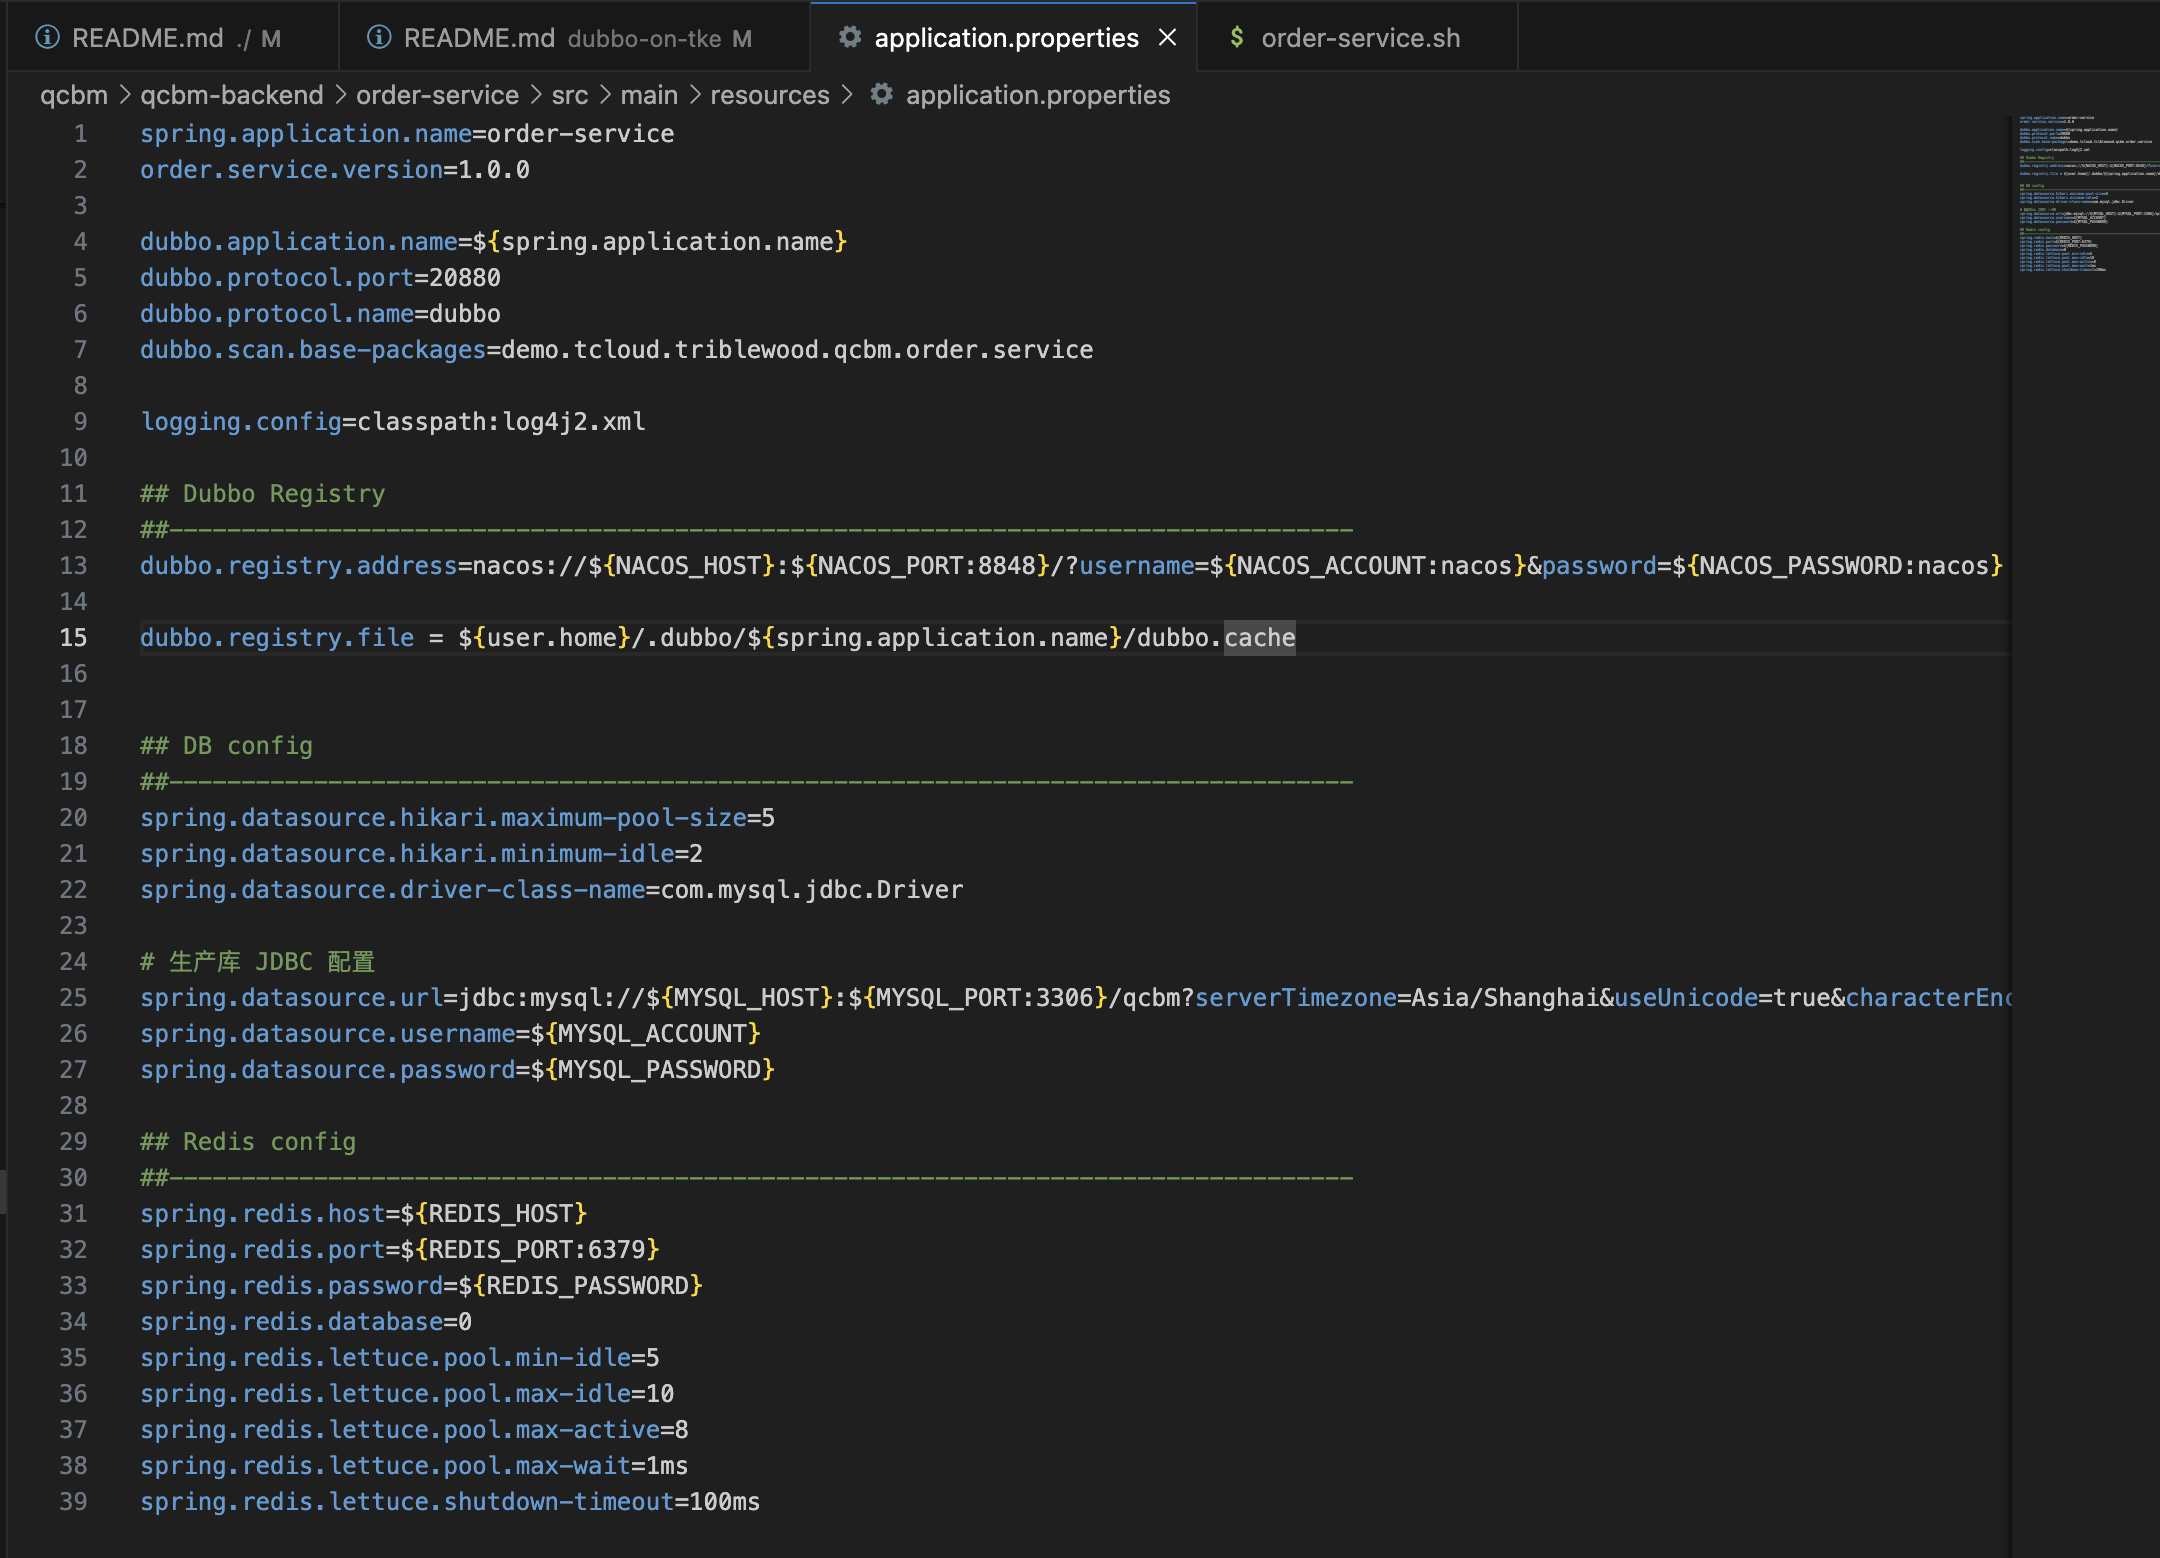 README.md ./ M
README.md dubbo-on-tke M
application.properties
$ order-service.sh
qcbm > qcbm-backend > order-service > src > main > resources > application.properties
1 spring.application.name=order-service
2 order.service.version=1.0.0
3
4 dubbo.application.name=${spring.application.name}
5 dubbo.protocol.port=20880
6 dubbo.protocol.name=dubbo
7 dubbo.scan.base-packages=demo.tcloud.triblewood.qcbm.order.service
8
9 logging.config=classpath:log4j2.xml
10
11 ## Dubbo Registry
12 ##----------------------------------------------------------------------------------
13 dubbo.registry.address=nacos://${NACOS_HOST}:${NACOS_PORT:8848}/?username=${NACOS_ACCOUNT:nacos}&password=${NACOS_PASSWORD:nacos}
14
15 dubbo.registry.file = ${user.home}/.dubbo/${spring.application.name}/dubbo.cache
16
17
18 ## DB config
19 ##----------------------------------------------------------------------------------
20 spring.datasource.hikari.maximum-pool-size=5
21 spring.datasource.hikari.minimum-idle=2
22 spring.datasource.driver-class-name=com.mysql.jdbc.Driver
23
24 # 生产库 JDBC 配置
25 spring.datasource.url=jdbc:mysql://${MYSQL_HOST}:${MYSQL_PORT:3306}/qcbm?serverTimezone=Asia/Shanghai&useUnicode=true&characterEnc
26 spring.datasource.username=${MYSQL_ACCOUNT}
27 spring.datasource.password=${MYSQL_PASSWORD}
28
29 ## Redis config
30 ##----------------------------------------------------------------------------------
31 spring.redis.host=${REDIS_HOST}
32 spring.redis.port=${REDIS_PORT:6379}
33 spring.redis.password=${REDIS_PASSWORD}
34 spring.redis.database=0
35 spring.redis.lettuce.pool.min-idle=5
36 spring.redis.lettuce.pool.max-idle=10
37 spring.redis.lettuce.pool.max-active=8
38 spring.redis.lettuce.pool.max-wait=1ms
39 spring.redis.lettuce.shutdown-timeout=100ms